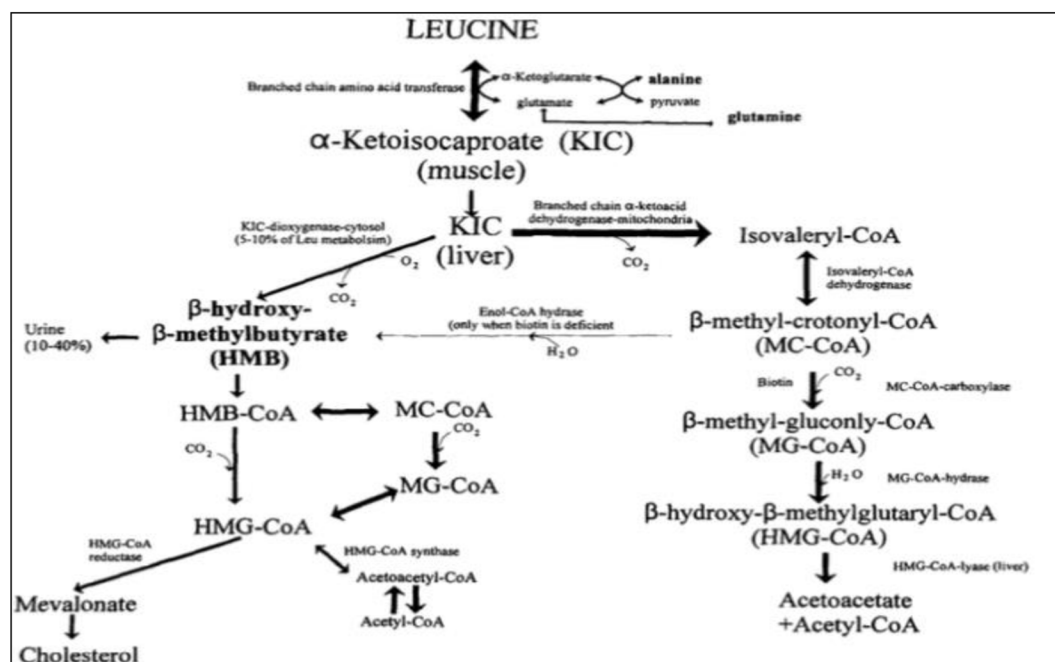 LEUCINE
Branched chain amino acid transferase
α-Ketoglutarate
alanine
glutamate
pyruvate
glutamine
α-Ketoisocaproate (KIC)
(muscle)
KIC-dioxygenase-cytosol
(5-10% of Leu metabolsim)
KIC
(liver)
Branched chain α-ketoacid
dehydrogenase-mitochondria
CO2
Isovaleryl-CoA
O2
CO2
Isovaleryl-CoA
dehydrogenase
Urine
(10-40%)
β-hydroxy-
β-methylbutyrate
(HMB)
Enol-CoA hydrase
(only when biotin is deficient
H2O
β-methyl-crotonyl-CoA
(MC-CoA)
Biotin
CO2
MC-CoA-carboxylase
HMB-CoA
MC-CoA
β-methyl-gluconly-CoA
(MG-CoA)
CO2
CO2
MG-CoA
H2O
MG-CoA-hydrase
HMG-CoA
β-hydroxy-β-methylglutaryl-CoA
(HMG-CoA)
HMG-CoA
reductase
HMG-CoA synthase
HMG-CoA-lyase (liver)
Acetoacetyl-CoA
Mevalonate
Acetyl-CoA
Acetoacetate
+Acetyl-CoA
Cholesterol